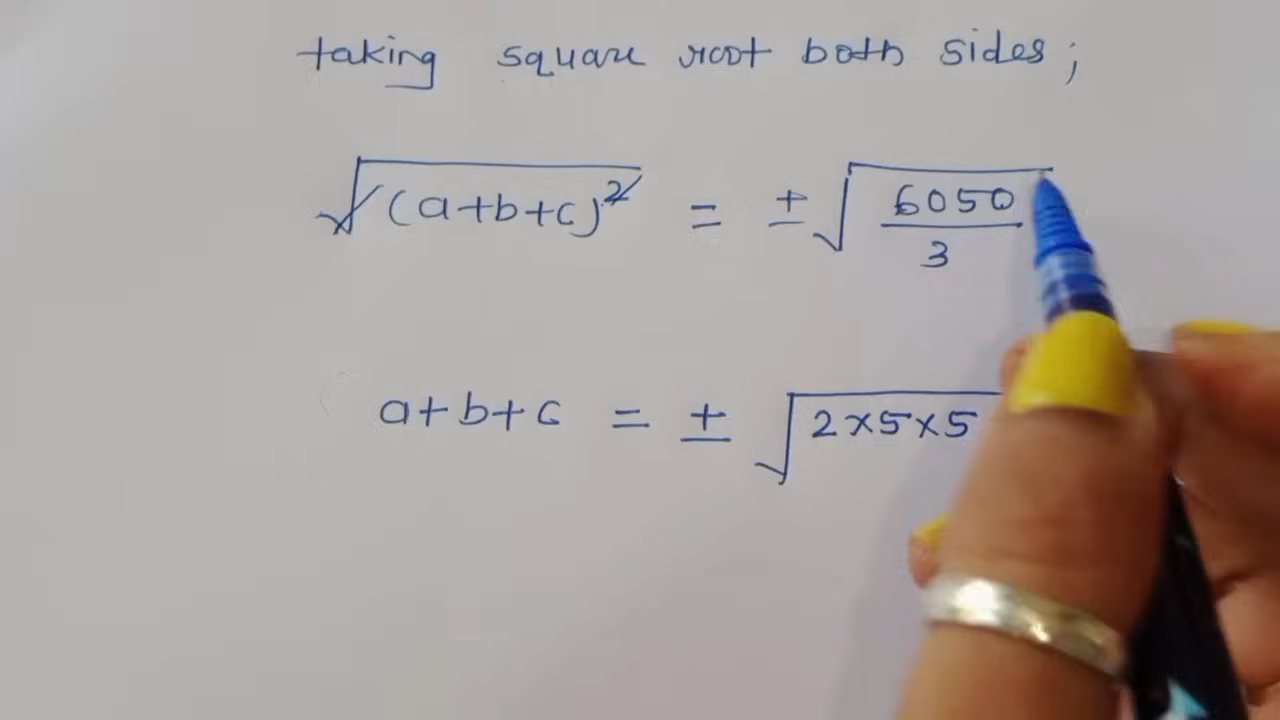 taking square root both sides;
√(a+b+c)² = ±√6050/3
a+b+c = ± √2×5×5